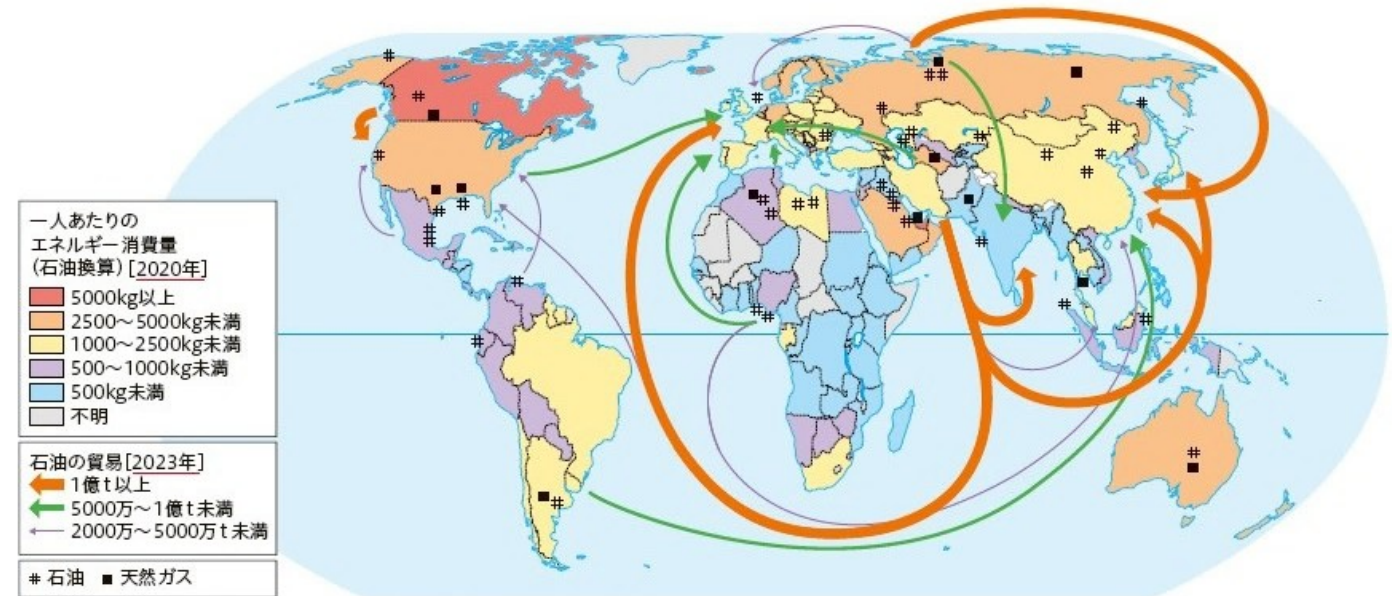 一人あたりの
エネルギー消費量
(石油換算)[2020年]
5000kg以上
2500～5000kg未満
1000～2500kg未満
500～1000kg未満
500kg未満
不明
石油の貿易[2023年]
1億t以上
5000万～1億t未満
2000万～5000万t未満
石油 ■ 天然ガス